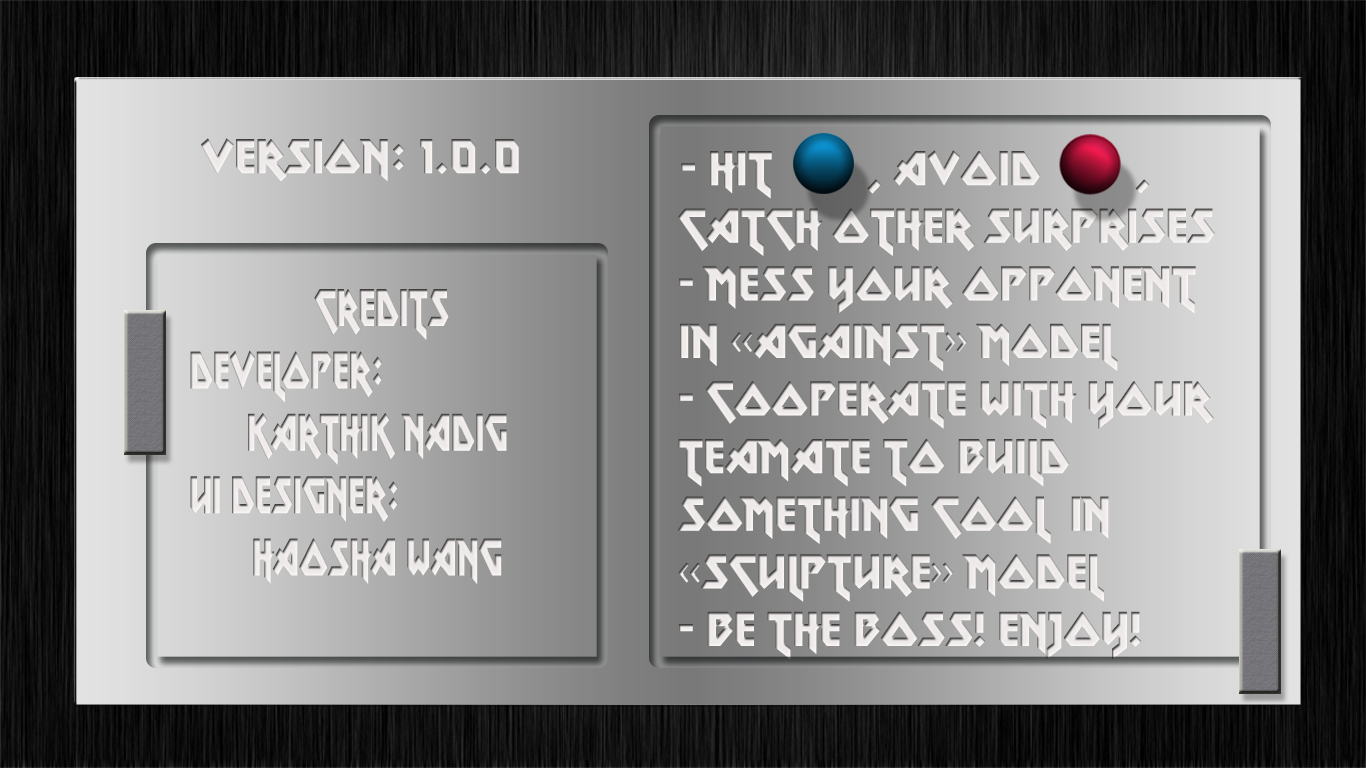 VERSION: 1.0.0
CREDITS
DEVELOPER:
KARTHIK NADIG
UI DESIGNER:
HAOSHA WANG
- HIT , AVOID ,
CATCH OTHER SURPRISES
- MESS YOUR OPPONENT
IN «AGAINST» MODEL
- COOPERATE WITH YOUR
TEAMATE TO BUILD
SOMETHING COOL IN
«SCULPTURE» MODEL
- BE THE BOSS! ENJOY!